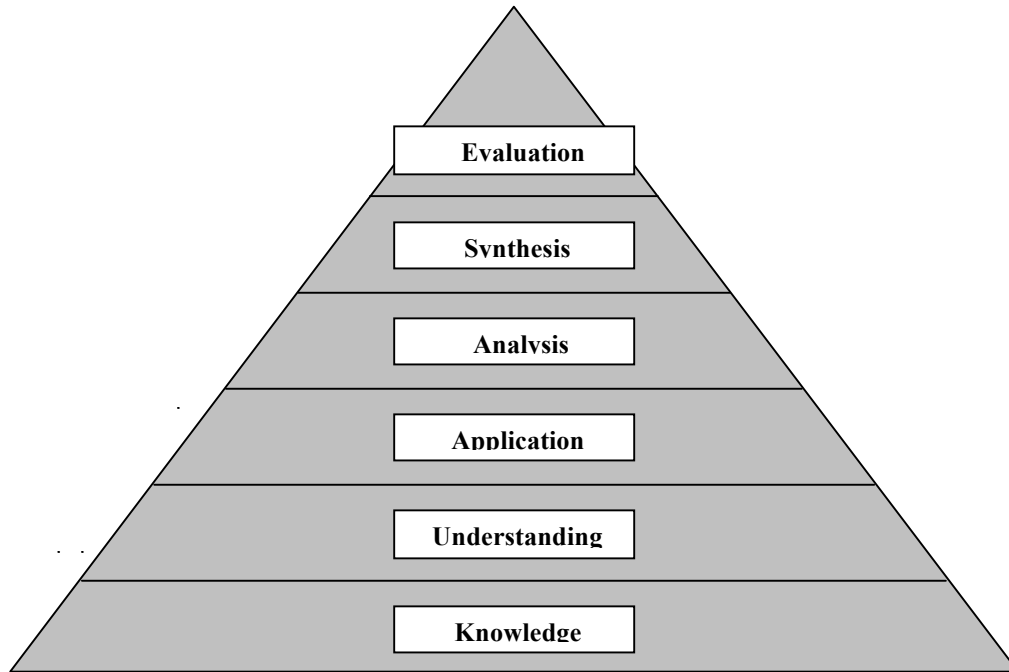 Evaluation
Synthesis
Analysis
Application
Understanding
Knowledge